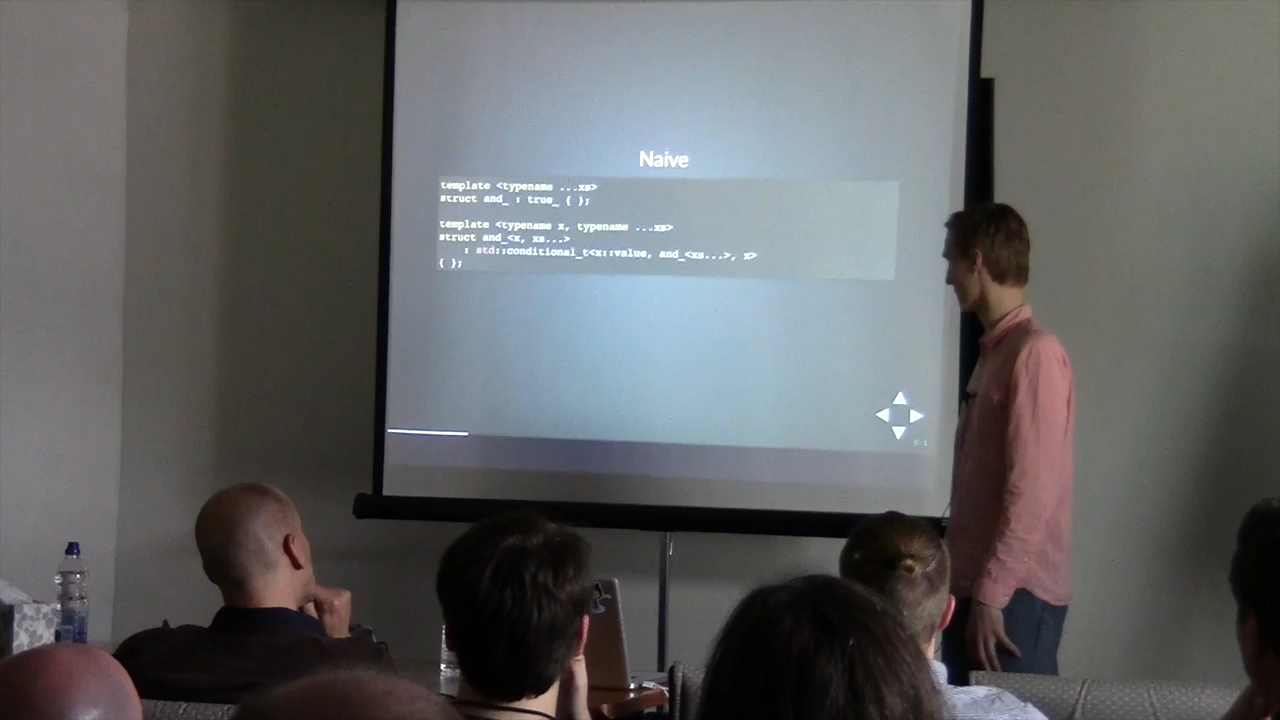 Naive
template <typename ...xs>
struct and_ : true_ { };
template <typename x, typename ...xs>
struct and_<x, xs...>
: std::conditional_t<x::value, and_<xs...>, x>
{ };